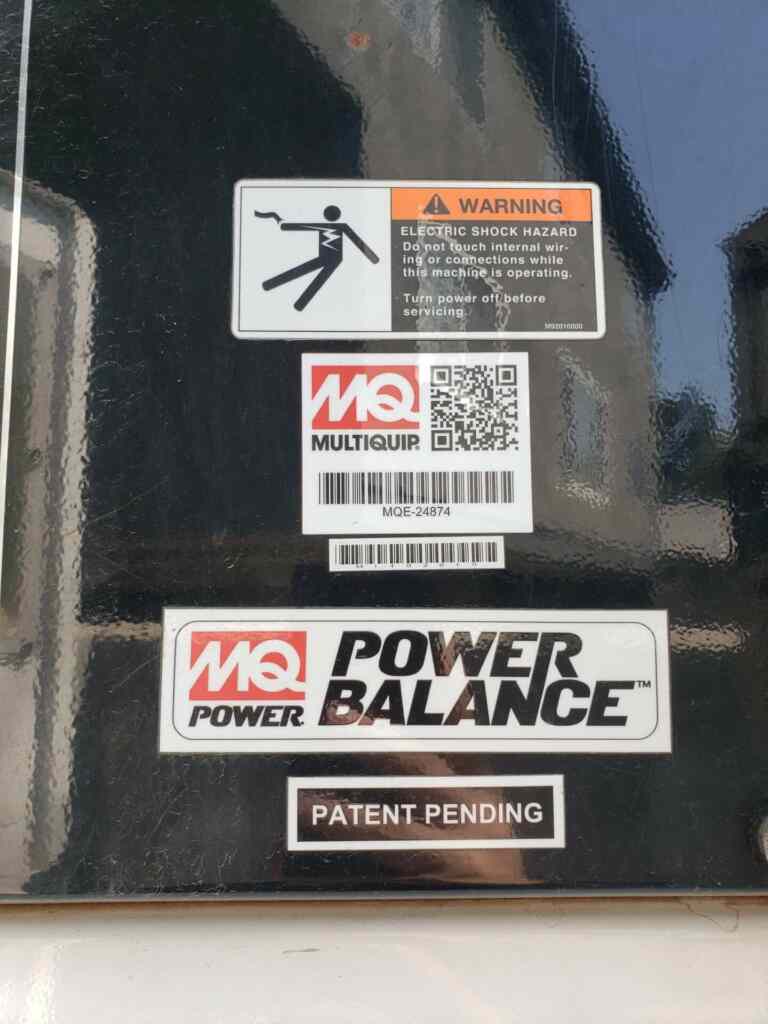 WARNING
ELECTRIC SHOCK HAZARD
Do not touch internal wir-
ing or connections while
this machine is operating.
Turn power off before
servicing.
MQ
MULTIQUIP
MQE-24874
MQ
POWER
POWER
BALANCE™
PATENT PENDING